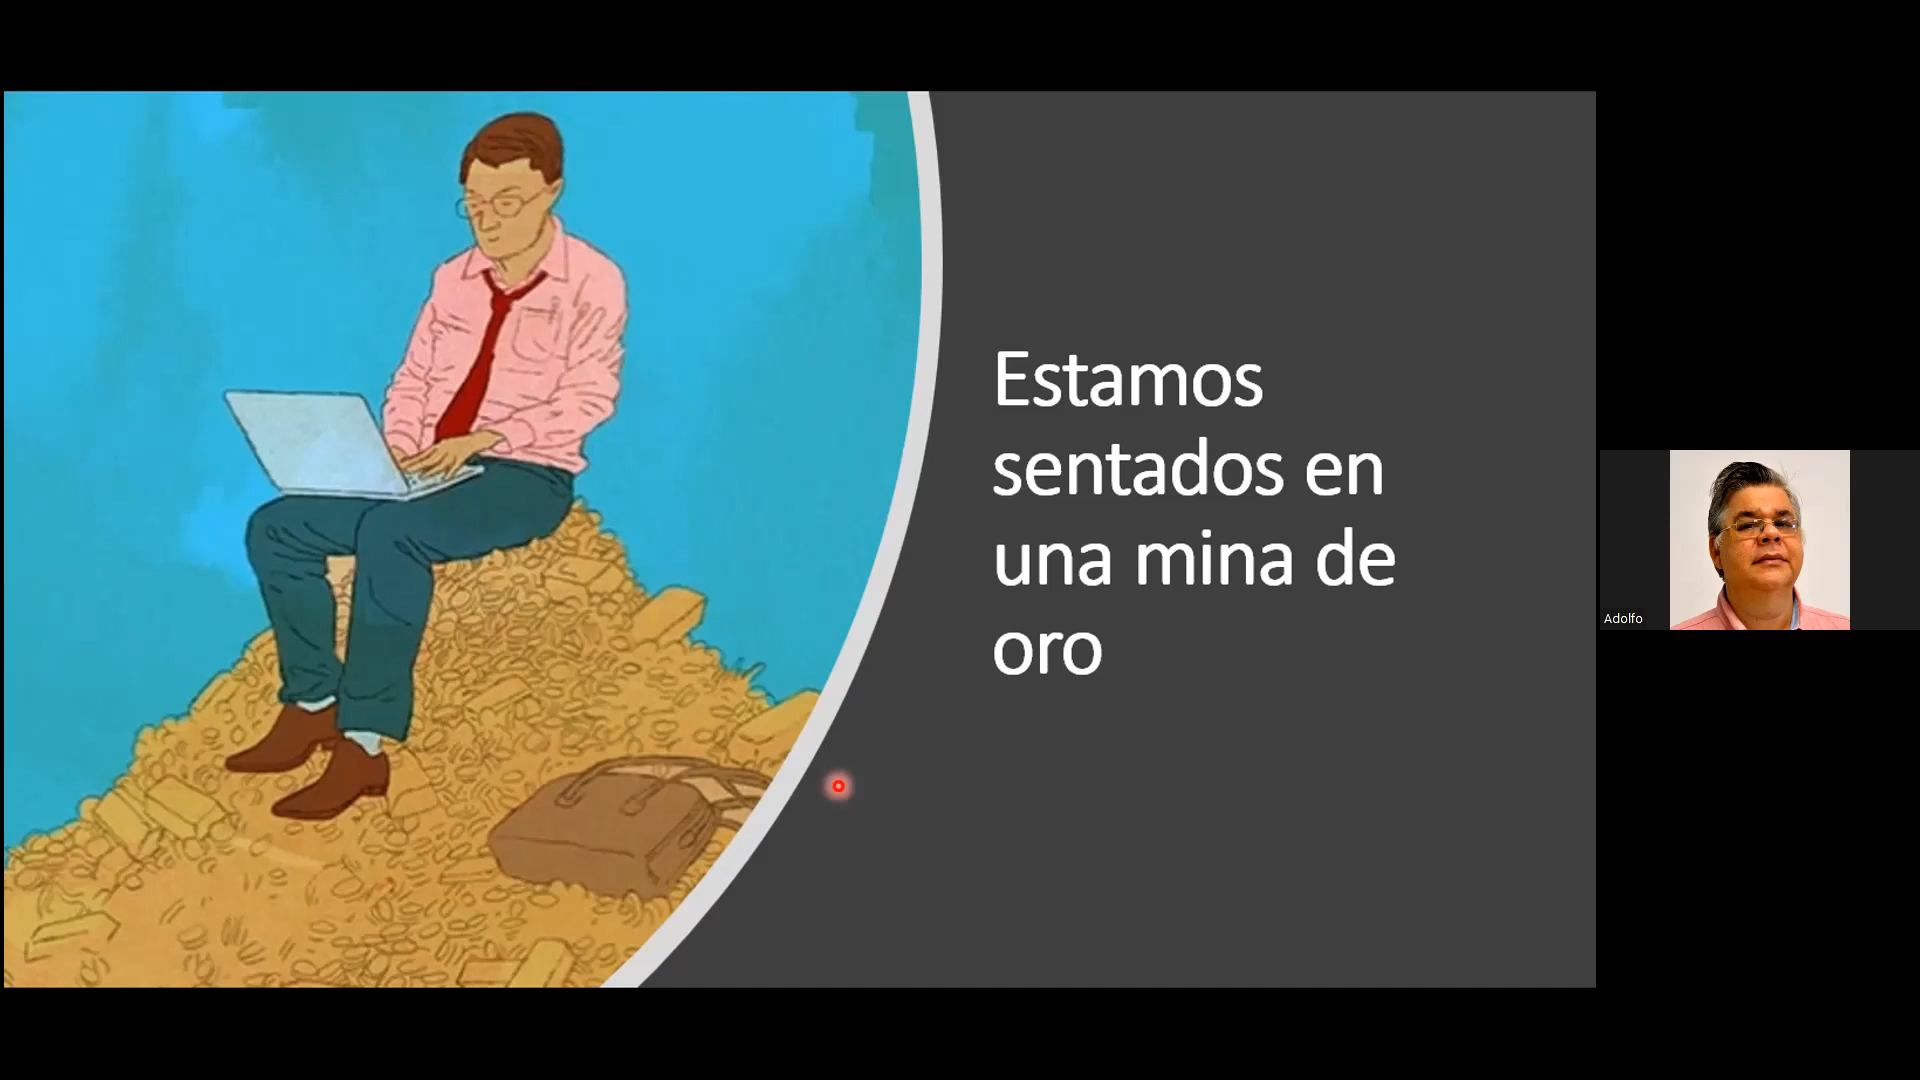 Estamos
sentados en
una mina de
oro
Adolfo